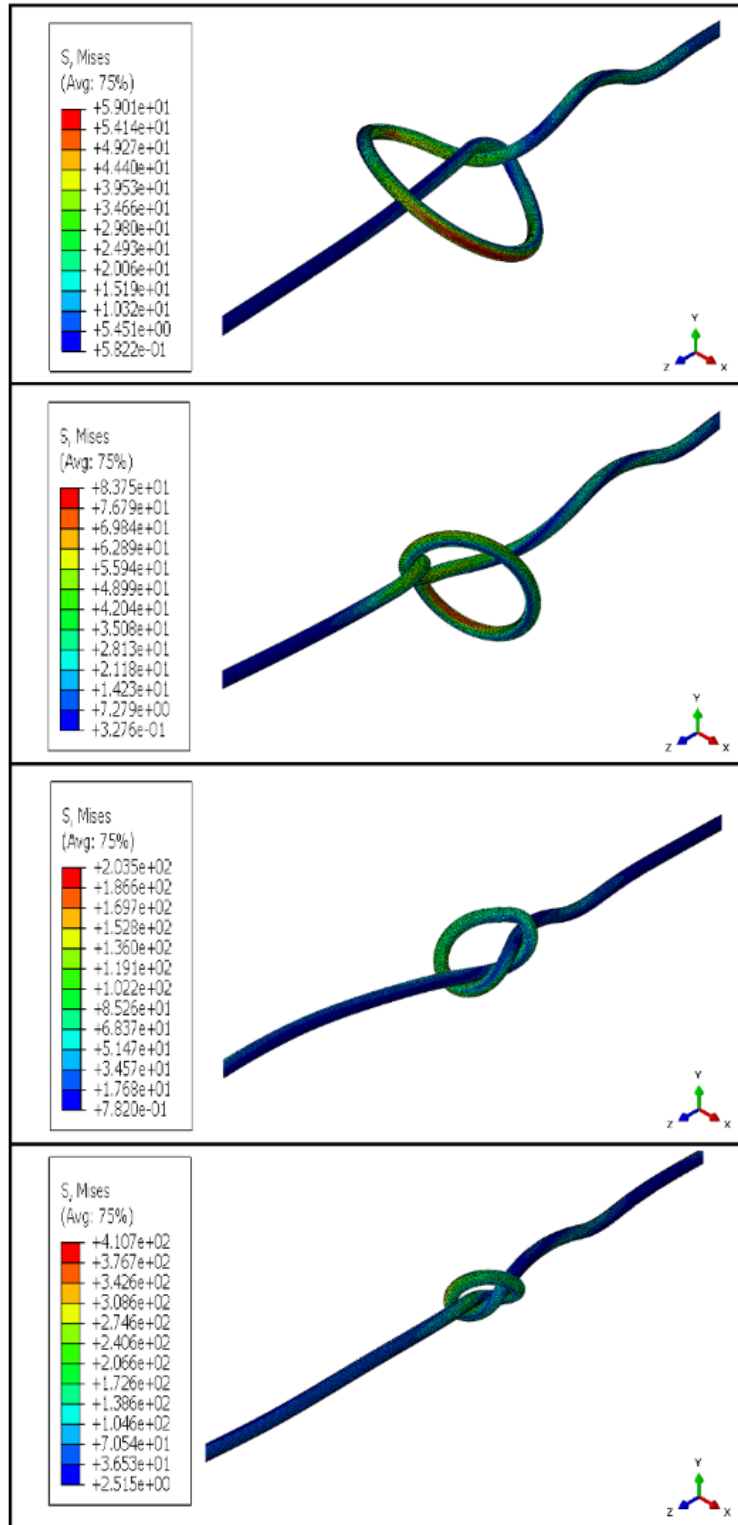 S, Mises
(Avg: 75%)
+5.901e+01
+5.414e+01
+4.927e+01
+4.440e+01
+3.953e+01
+3.466e+01
+2.980e+01
+2.493e+01
+2.006e+01
+1.519e+01
+1.032e+01
+5.451e+00
+5.822e-01
Y
Z
X
S, Mises
(Avg: 75%)
+8.375e+01
+7.679e+01
+6.984e+01
+6.289e+01
+5.594e+01
+4.899e+01
+4.204e+01
+3.508e+01
+2.813e+01
+2.118e+01
+1.423e+01
+7.279e+00
+3.276e-01
Y
Z
X
S, Mises
(Avg: 75%)
+2.035e+02
+1.866e+02
+1.697e+02
+1.528e+02
+1.360e+02
+1.191e+02
+1.022e+02
+8.526e+01
+6.837e+01
+5.147e+01
+3.457e+01
+1.768e+01
+7.820e-01
Y
Z
X
S, Mises
(Avg: 75%)
+4.107e+02
+3.767e+02
+3.426e+02
+3.086e+02
+2.746e+02
+2.406e+02
+2.066e+02
+1.726e+02
+1.386e+02
+1.046e+02
+7.054e+01
+3.653e+01
+2.515e+00
Y
Z
X